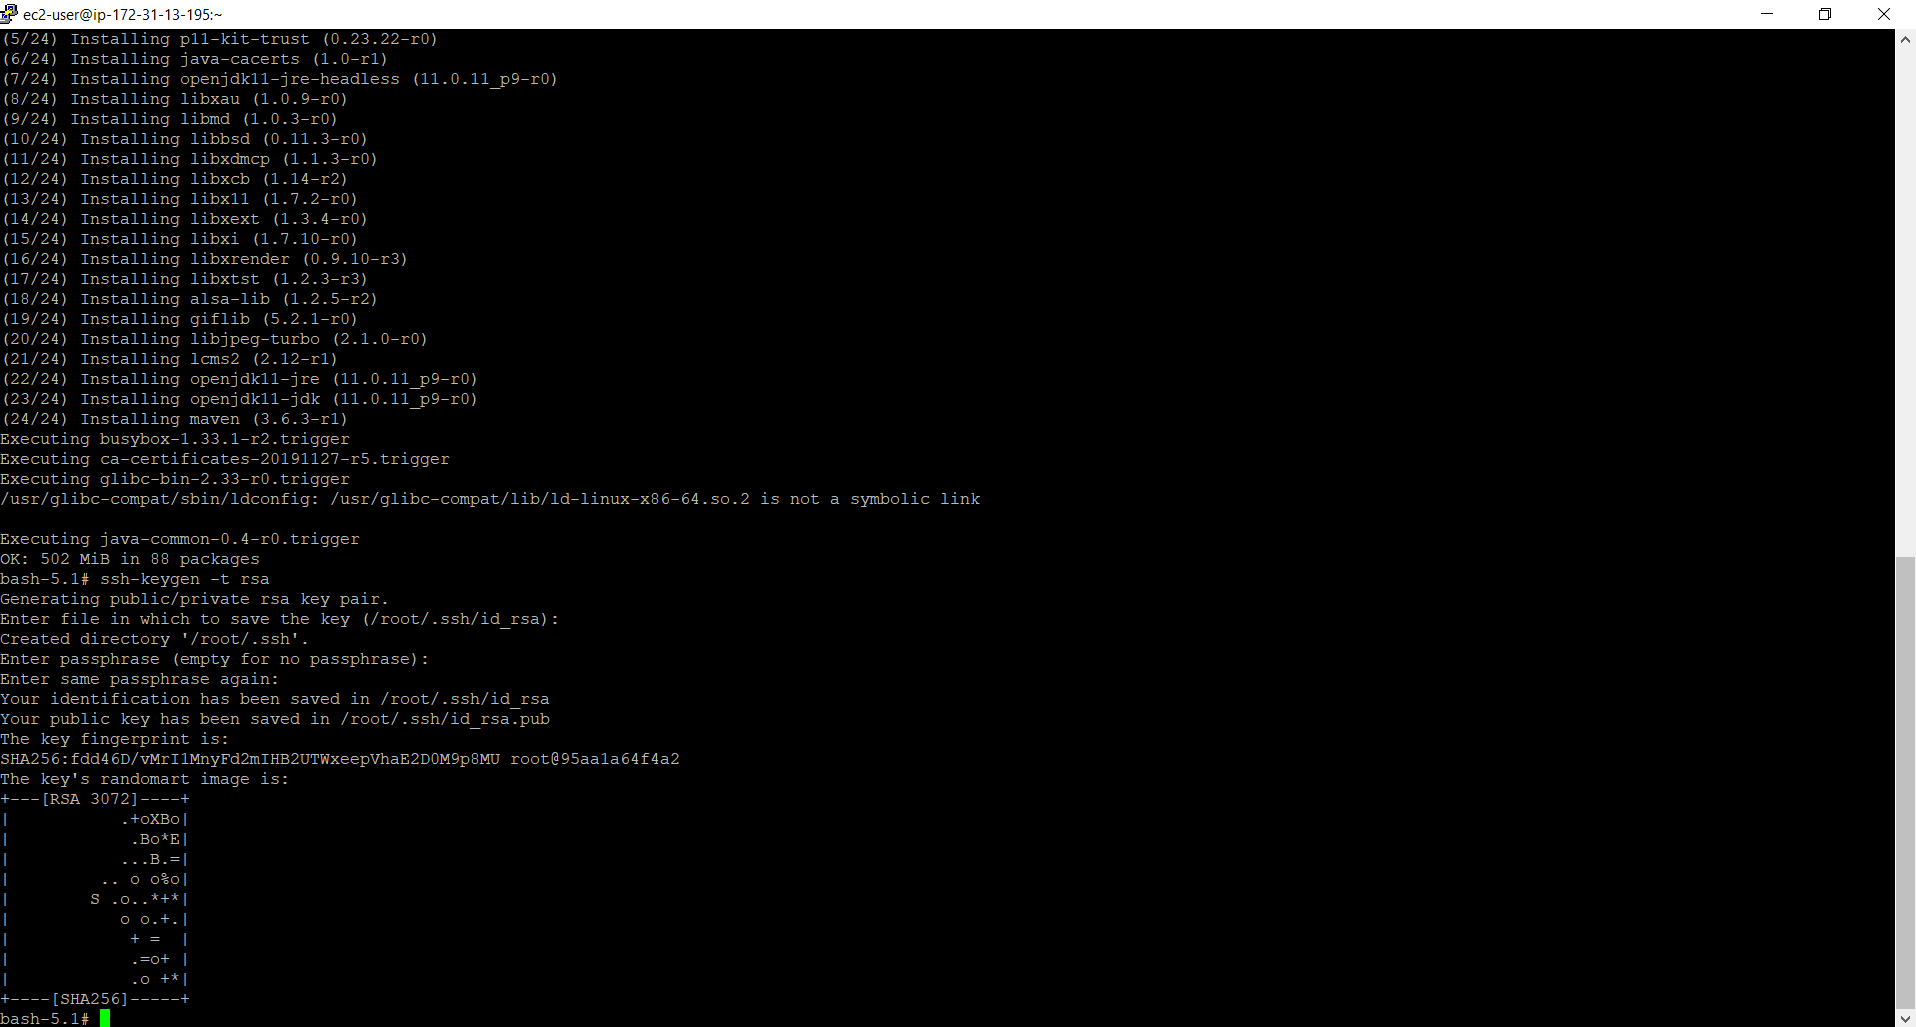 ec2-user@ip-172-31-13-195:~
(5/24) Installing p11-kit-trust (0.23.22-r0)
(6/24) Installing java-cacerts (1.0-r1)
(7/24) Installing openjdk11-jre-headless (11.0.11_p9-r0)
(8/24) Installing libxau (1.0.9-r0)
(9/24) Installing libmd (1.0.3-r0)
(10/24) Installing libbsd (0.11.3-r0)
(11/24) Installing libxdmcp (1.1.3-r0)
(12/24) Installing libxcb (1.14-r2)
(13/24) Installing libx11 (1.7.2-r0)
(14/24) Installing libxext (1.3.4-r0)
(15/24) Installing libxi (1.7.10-r0)
(16/24) Installing libxrender (0.9.10-r3)
(17/24) Installing libxtst (1.2.3-r3)
(18/24) Installing alsa-lib (1.2.5-r2)
(19/24) Installing giflib (5.2.1-r0)
(20/24) Installing libjpeg-turbo (2.1.0-r0)
(21/24) Installing lcms2 (2.12-r1)
(22/24) Installing openjdk11-jre (11.0.11_p9-r0)
(23/24) Installing openjdk11-jdk (11.0.11_p9-r0)
(24/24) Installing maven (3.6.3-r1)
Executing busybox-1.33.1-r2.trigger
Executing ca-certificates-20191127-r5.trigger
Executing glibc-bin-2.33-r0.trigger
/usr/glibc-compat/sbin/ldconfig: /usr/glibc-compat/lib/ld-linux-x86-64.so.2 is not a symbolic link
Executing java-common-0.4-r0.trigger
OK: 502 MiB in 88 packages
bash-5.1# ssh-keygen -t rsa
Generating public/private rsa key pair.
Enter file in which to save the key (/root/.ssh/id_rsa):
Created directory '/root/.ssh'.
Enter passphrase (empty for no passphrase):
Enter same passphrase again:
Your identification has been saved in /root/.ssh/id_rsa
Your public key has been saved in /root/.ssh/id_rsa.pub
The key fingerprint is:
SHA256:fdd46D/vMrI1MnyFd2mIHB2UTWxeepVhaE2D0M9p8MU root@95aa1a64f4a2
The key's randomart image is:
+---[RSA 3072]----+
|           .+oXBo|
|            .Bo*E|
|           ...B.=|
|         .. o o%o|
|        S .o..*+*|
|           o o.+.|
|            + =  |
|            .=o+ |
|            .o +*|
+----[SHA256]-----+
bash-5.1#